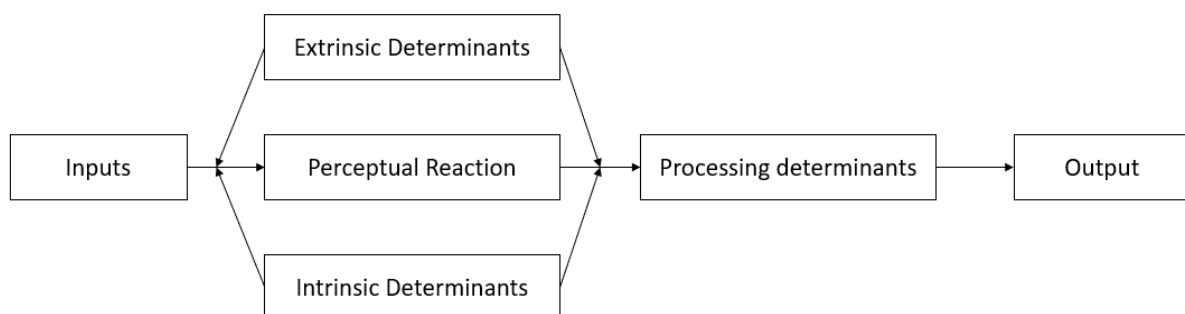 Extrinsic Determinants
Inputs
Perceptual Reaction
Processing determinants
Output
Intrinsic Determinants